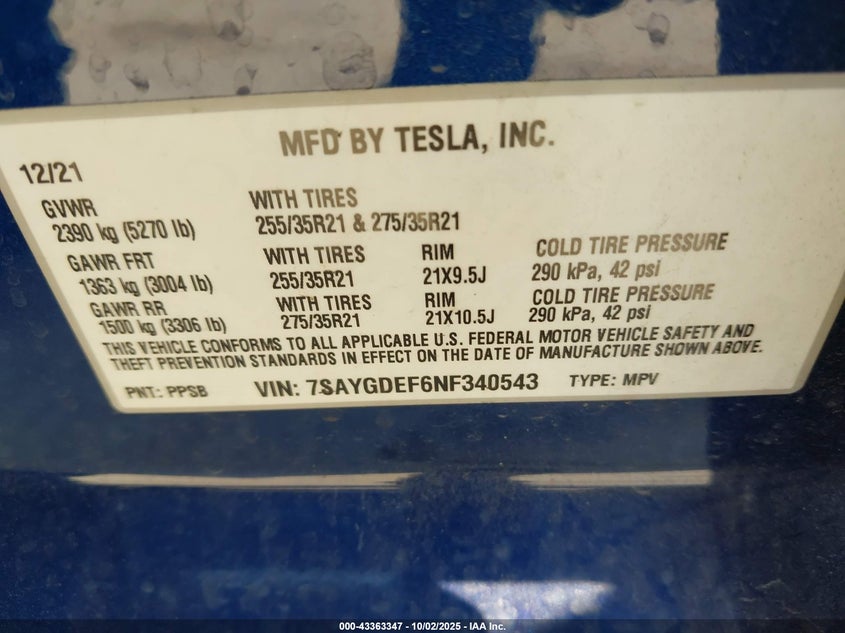 MFD BY TESLA, INC.
12/21
GVWR
2390 kg (5270 lb)
WITH TIRES
255/35R21 & 275/35R21
GAWR FRT
1363 kg (3004 lb)
WITH TIRES
255/35R21
RIM
21X9.5J
COLD TIRE PRESSURE
290 kPa, 42 psi
GAWR RR
1500 kg (3306 lb)
WITH TIRES
275/35R21
RIM
21X10.5J
COLD TIRE PRESSURE
290 kPa, 42 psi
THIS VEHICLE CONFORMS TO ALL APPLICABLE U.S. FEDERAL MOTOR VEHICLE SAFETY AND
THEFT PREVENTION STANDARDS IN EFFECT ON THE DATE OF MANUFACTURE SHOWN ABOVE.
PNT: PPSB VIN: 7SAYGDEF6NF340543 TYPE: MPV
000-43363347 - 10/02/2025 - IAA Inc.